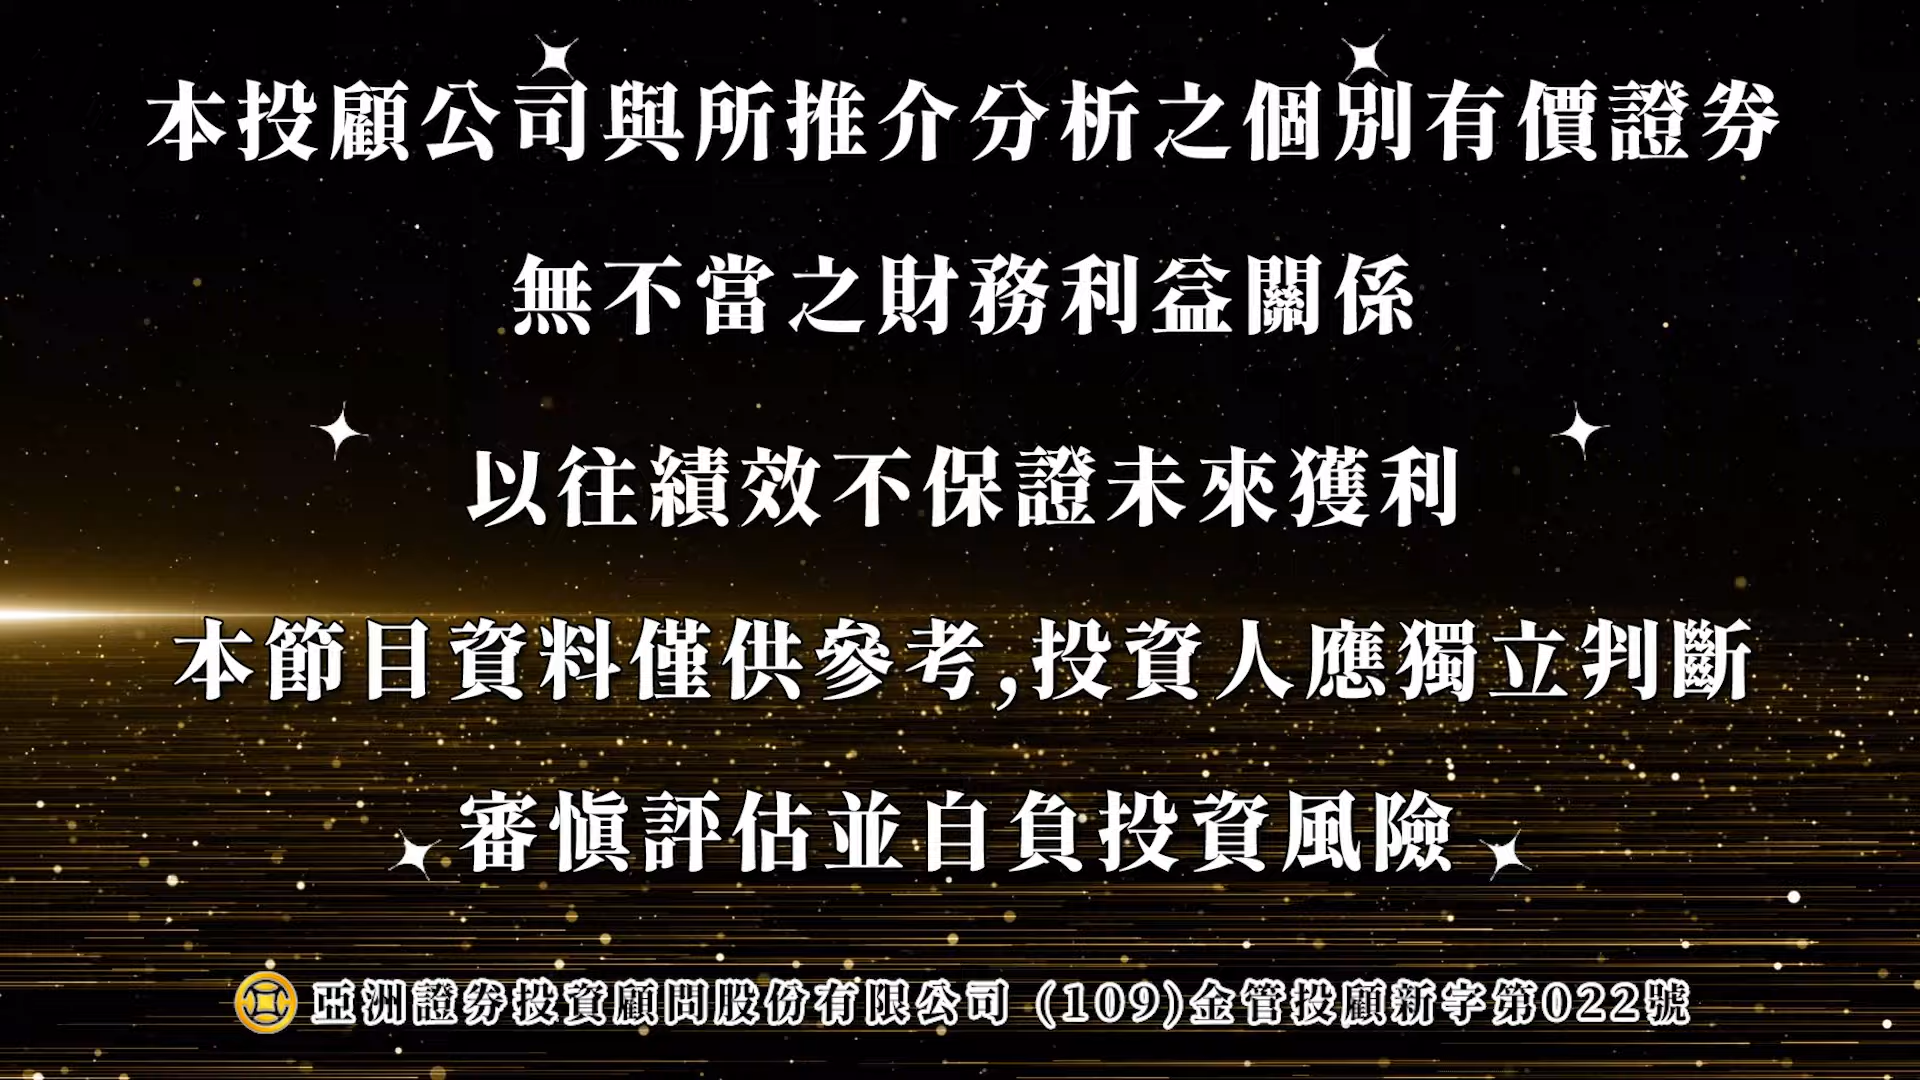 本投顧公司與所推介分析之個別有價證券
無不當之財務利益關係
以往績效不保證未來獲利
本節目資料僅供參考,投資人應獨立判斷
審慎評估並自負投資風險
亞洲證券投資顧問股份有限公司 (109)金管投顧新字第022號